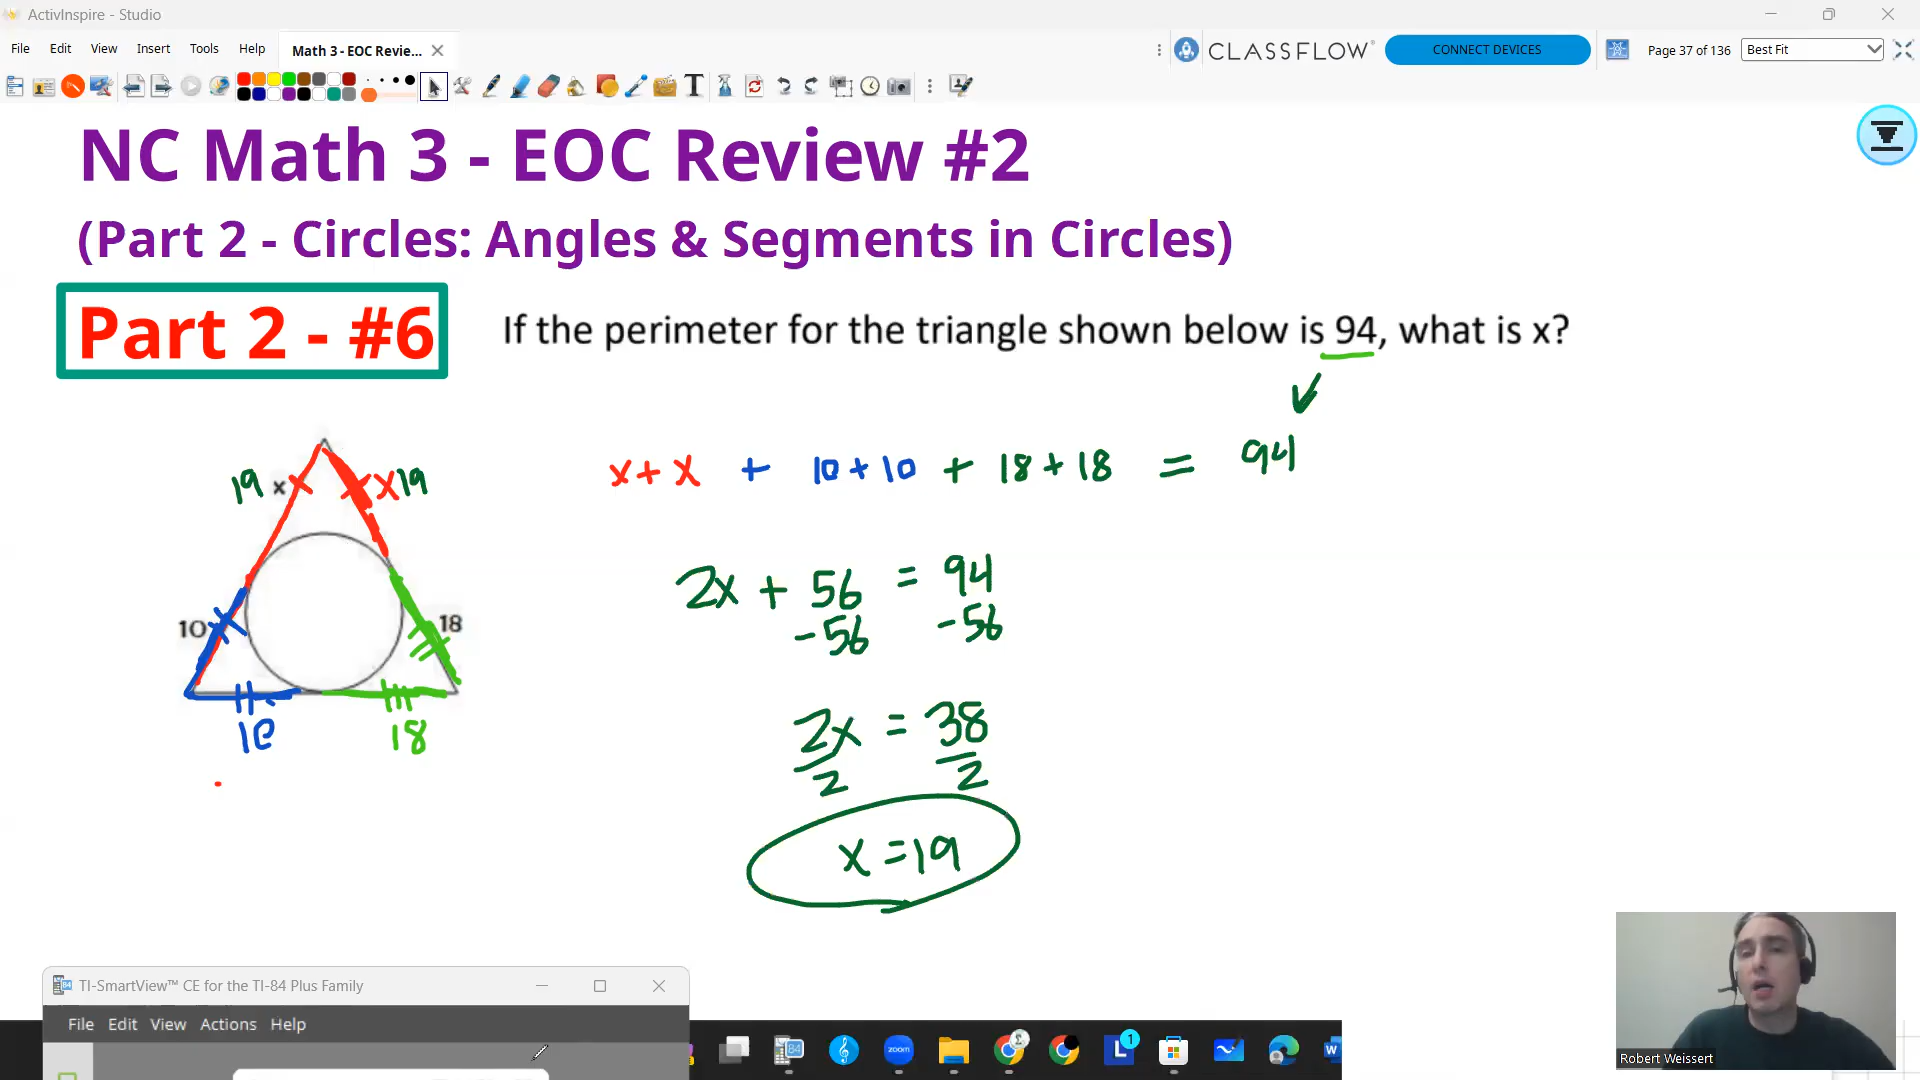 ActivInspire - Studio
File Edit View Insert Tools Help Math 3 - EOC Revie... CLASSFLOW CONNECT DEVICES Page 37 of 136 Best Fit
T
NC Math 3 - EOC Review #2
(Part 2 - Circles: Angles & Segments in Circles)
Part 2 - #6
If the perimeter for the triangle shown below is 94, what is x?
x + x + 10 + 10 + 18 + 18 = 94
19 x x 19
2x + 56 = 94
-56 -56
10 18
10 18
2x = 38
2 2
x = 19
TI-SmartView™ CE for the TI-84 Plus Family
File Edit View Actions Help
84 zoom L 1 W
Robert Weissert